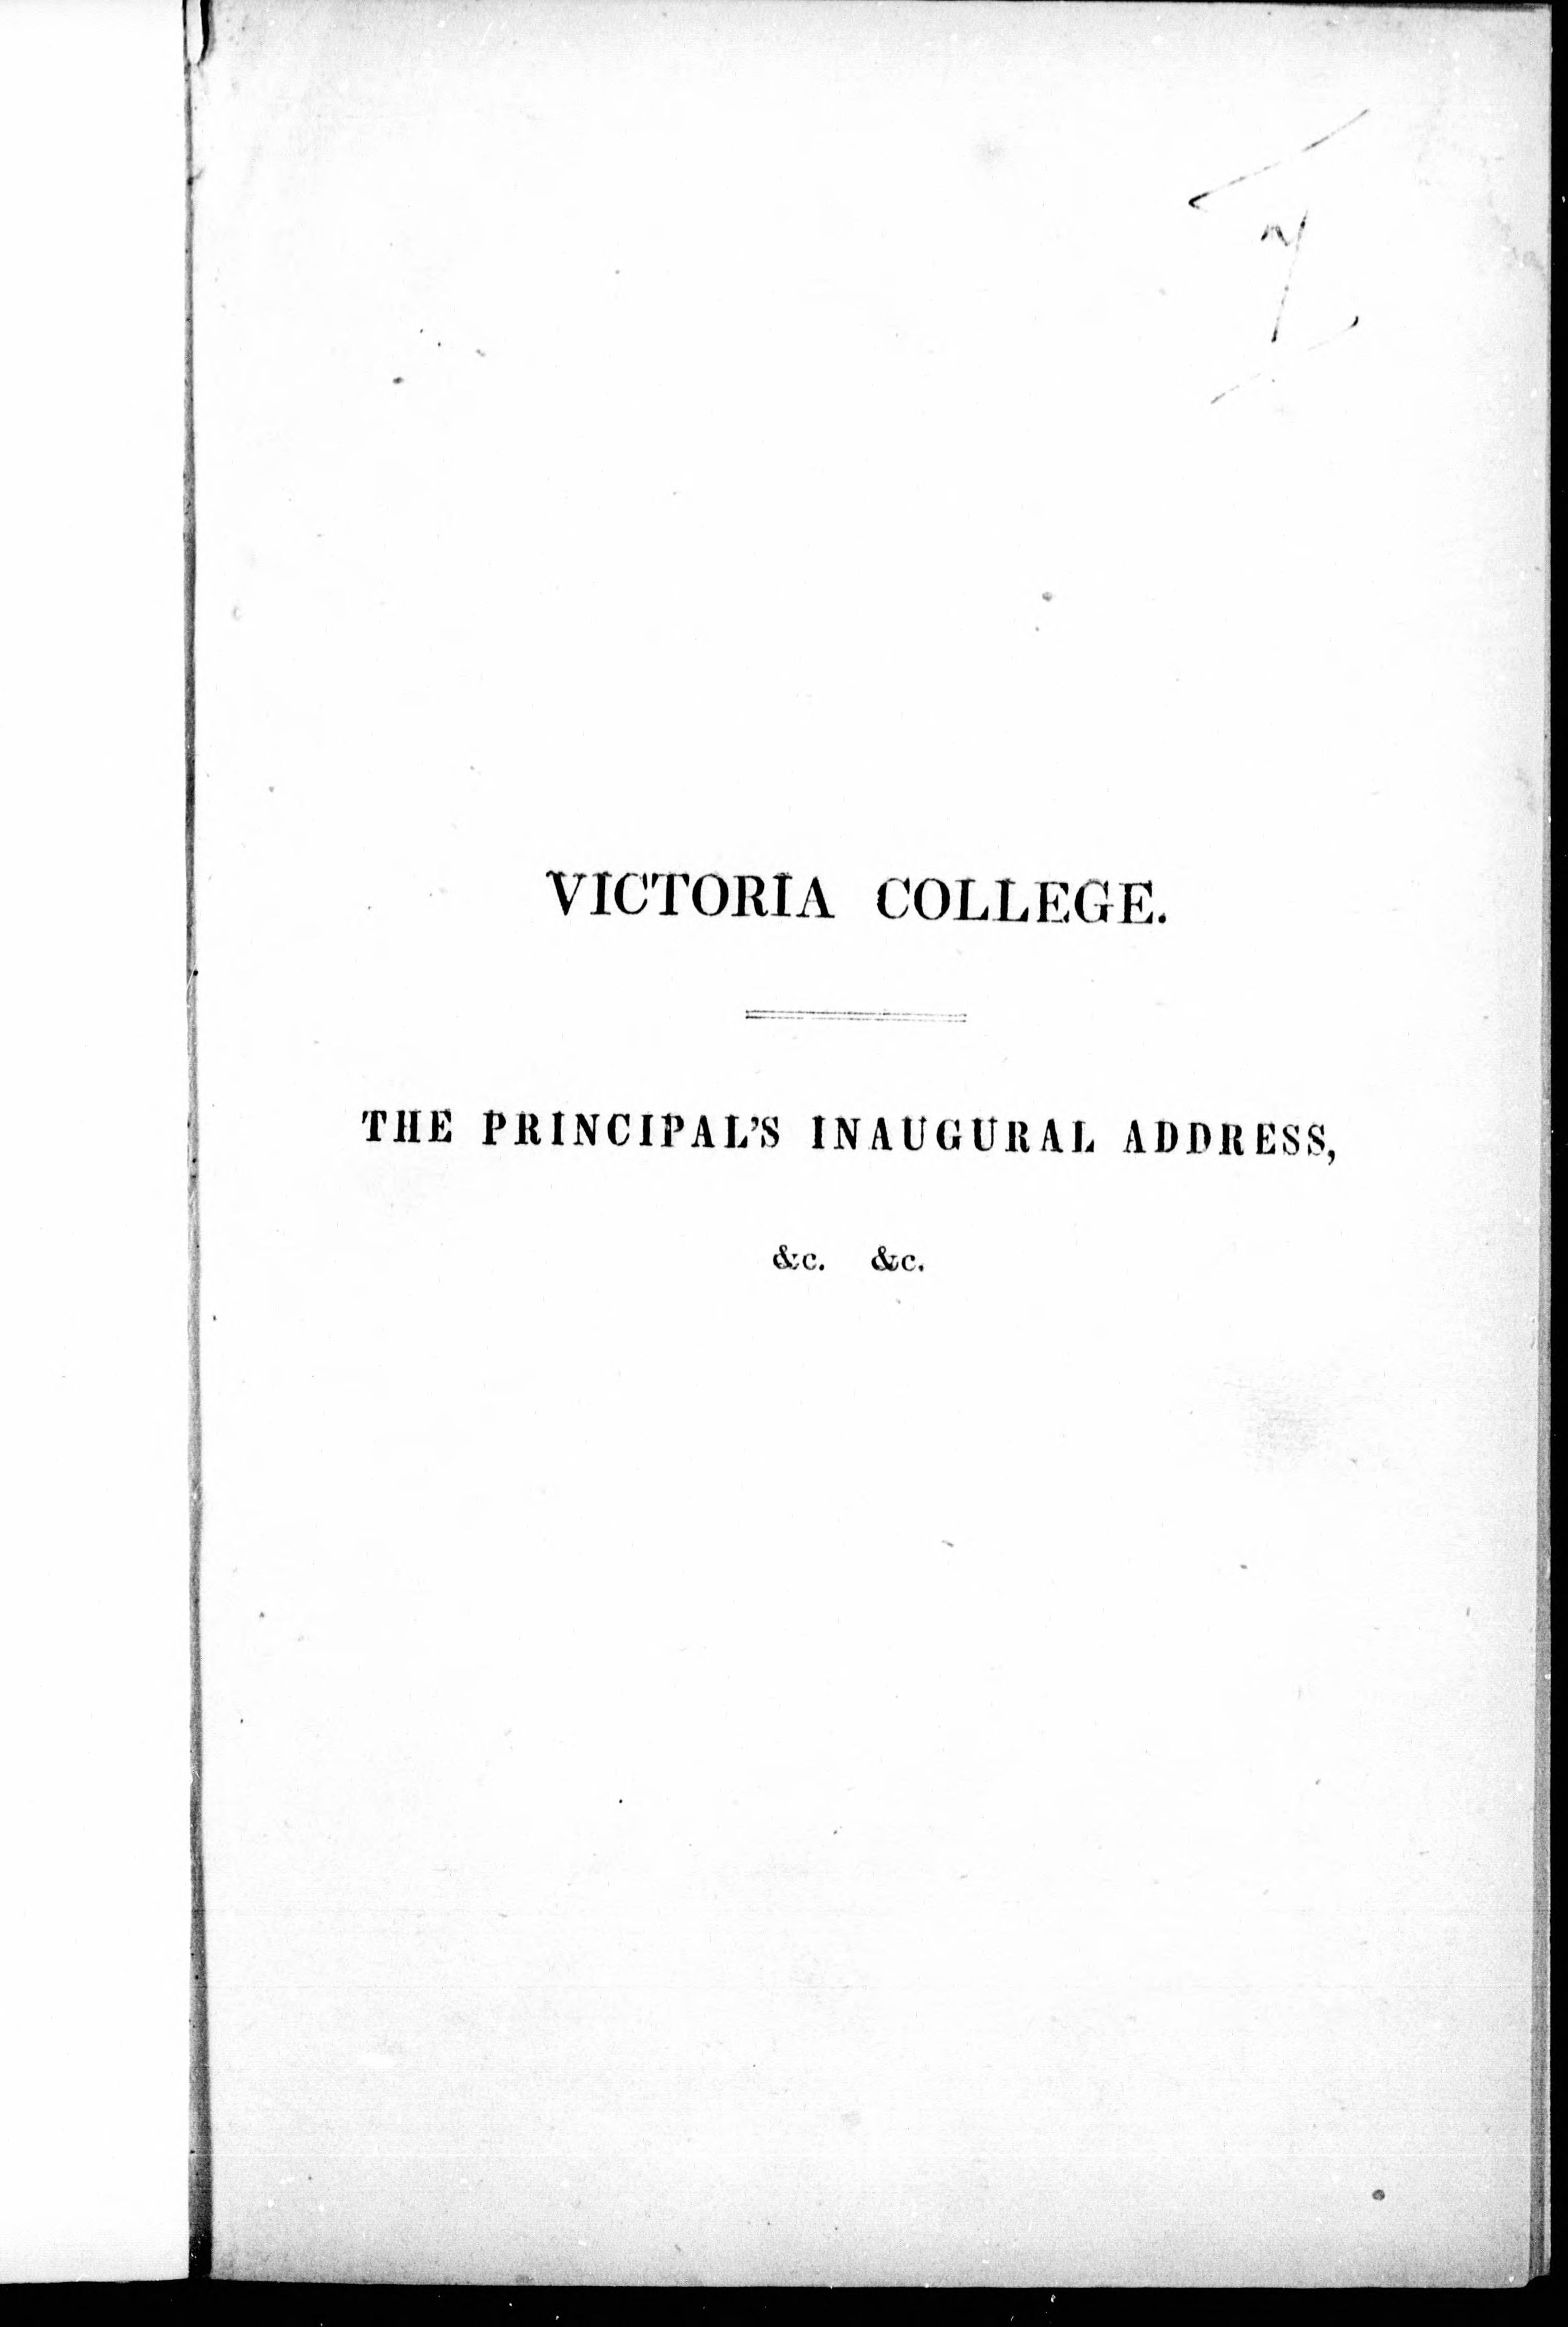 VICTORIA COLLEGE.
THE PRINCIPAL'S INAUGURAL ADDRESS,
&c. &c.